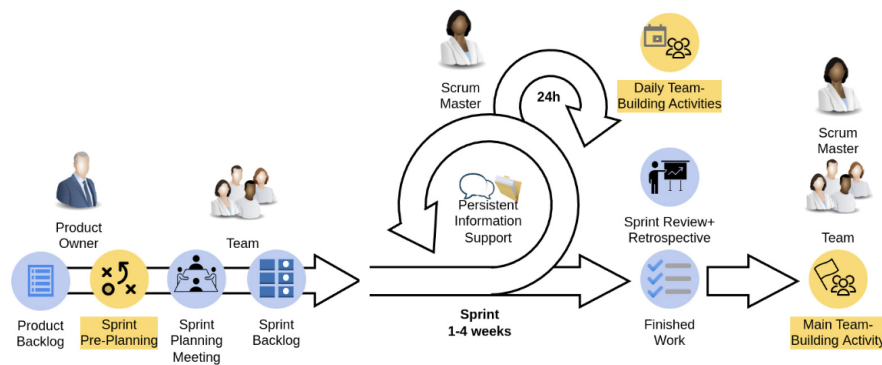 Product
Owner
Team
Product
Backlog
Sprint
Pre-Planning
Sprint
Planning
Meeting
Sprint
Backlog
Scrum
Master
24h
Daily Team-
Building Activities
Persistent
Information
Support
Sprint
1-4 weeks
Sprint Review+
Retrospective
Finished
Work
Scrum
Master
Team
Main Team-
Building Activity